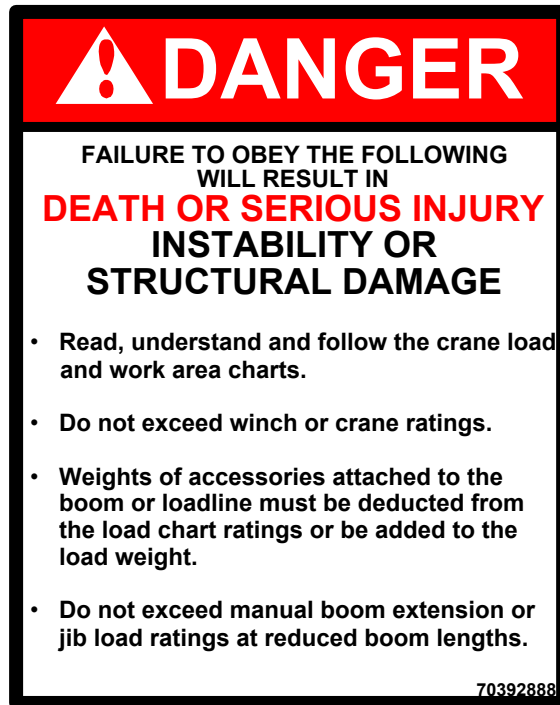 DANGER
FAILURE TO OBEY THE FOLLOWING
WILL RESULT IN
DEATH OR SERIOUS INJURY
INSTABILITY OR
STRUCTURAL DAMAGE
• Read, understand and follow the crane load
and work area charts.
• Do not exceed winch or crane ratings.
• Weights of accessories attached to the
boom or loadline must be deducted from
the load chart ratings or be added to the
load weight.
• Do not exceed manual boom extension or
jib load ratings at reduced boom lengths.
70392888